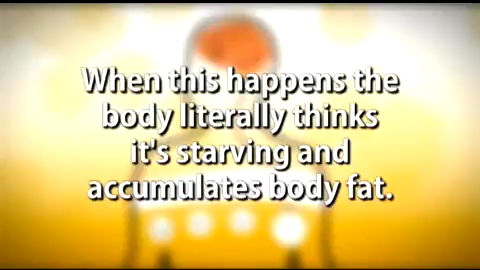 When this happens the
body literally thinks
it's starving and
accumulates body fat.